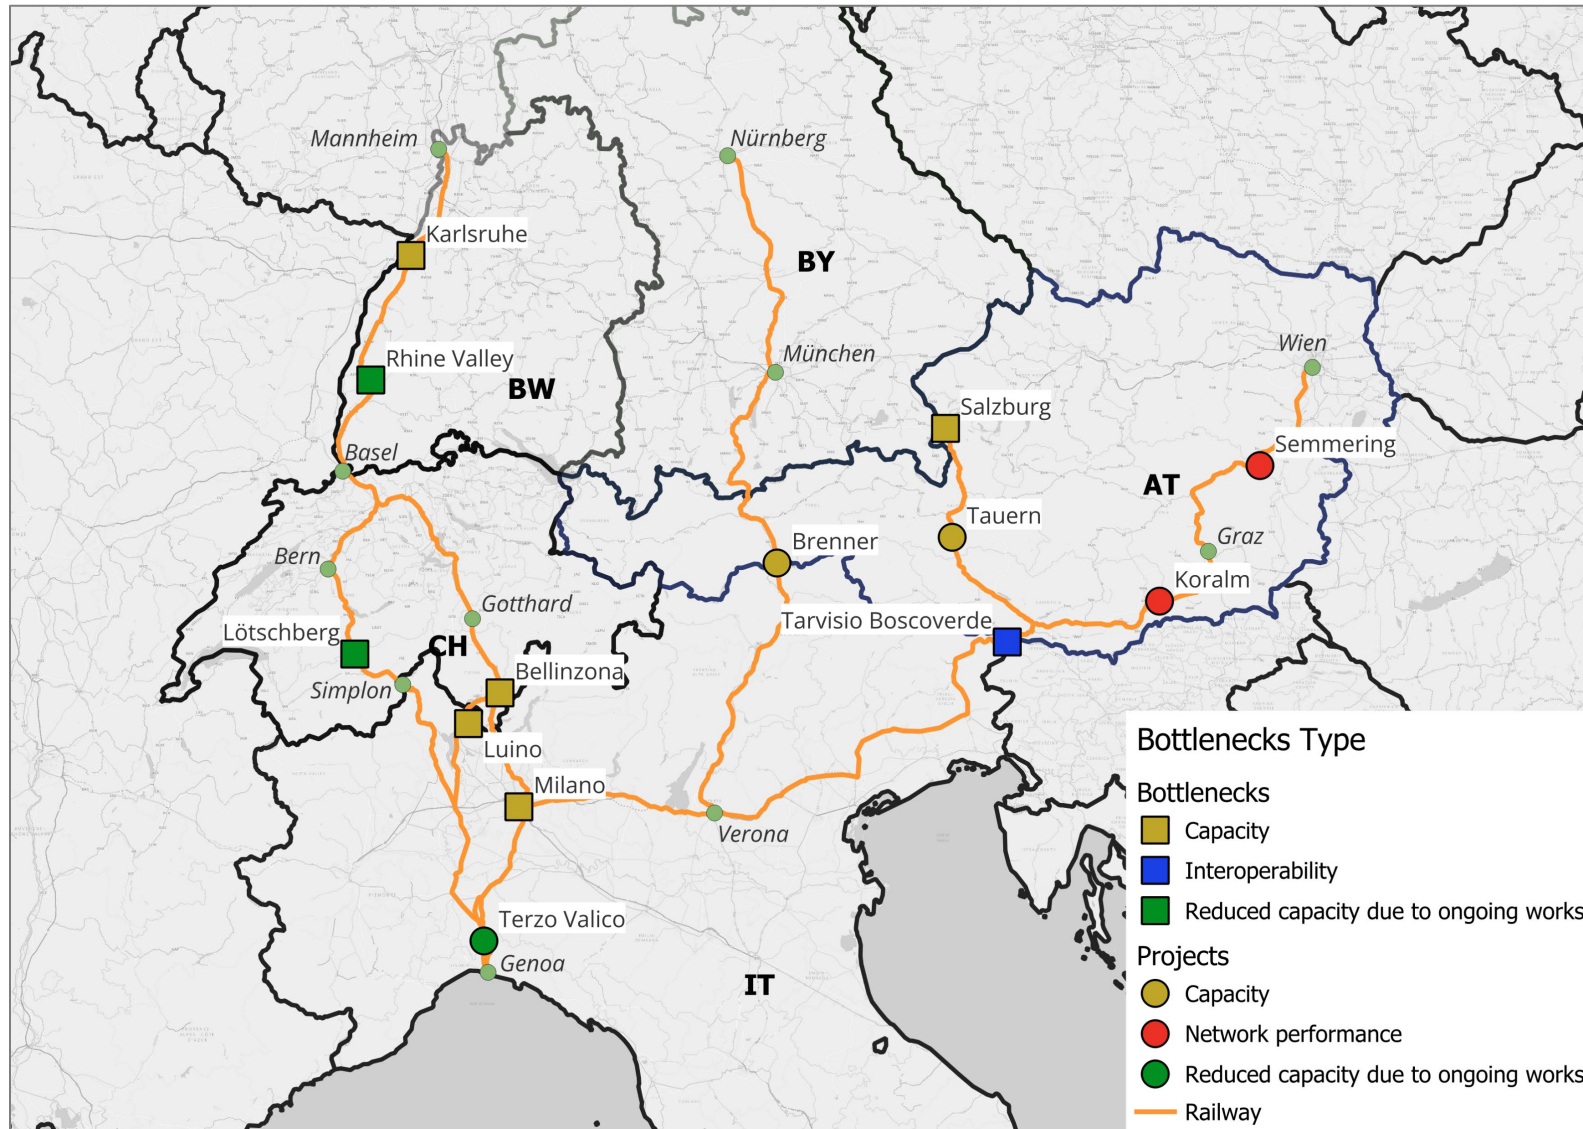 Mannheim
Nürnberg
Karlsruhe
BY
Rhine Valley
München
Wien
BW
Salzburg
Semmering
Basel
AT
Tauern
Bern
Brenner
Graz
Koralm
Gotthard
Tarvisio Boscoverde
Lötschberg
CH
Bellinzona
Simplon
Luino
Milano
Verona
Terzo Valico
Genoa
IT
Bottlenecks Type
Bottlenecks
Capacity
Interoperability
Reduced capacity due to ongoing works
Projects
Capacity
Network performance
Reduced capacity due to ongoing works
Railway